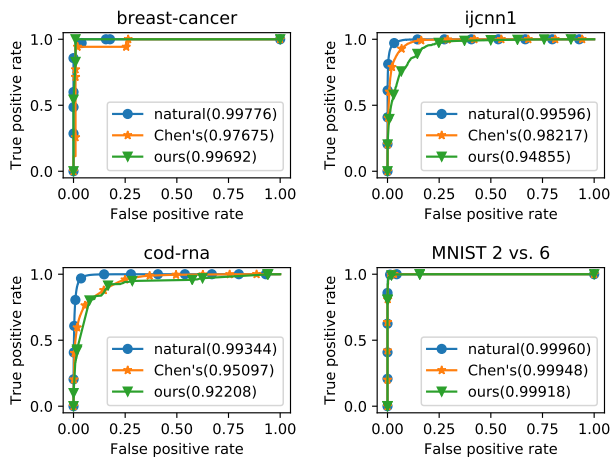 breast-cancer
True positive rate
1.0
0.5
0.0
natural(0.99776)
Chen's(0.97675)
ours(0.99692)
0.00 0.25 0.50 0.75 1.00
False positive rate
ijcnn1
True positive rate
1.0
0.5
0.0
natural(0.99596)
Chen's(0.98217)
ours(0.94855)
0.00 0.25 0.50 0.75 1.00
False positive rate
cod-rna
True positive rate
1.0
0.5
0.0
natural(0.99344)
Chen's(0.95097)
ours(0.92208)
0.00 0.25 0.50 0.75 1.00
False positive rate
MNIST 2 vs. 6
True positive rate
1.0
0.5
0.0
natural(0.99960)
Chen's(0.99948)
ours(0.99918)
0.00 0.25 0.50 0.75 1.00
False positive rate